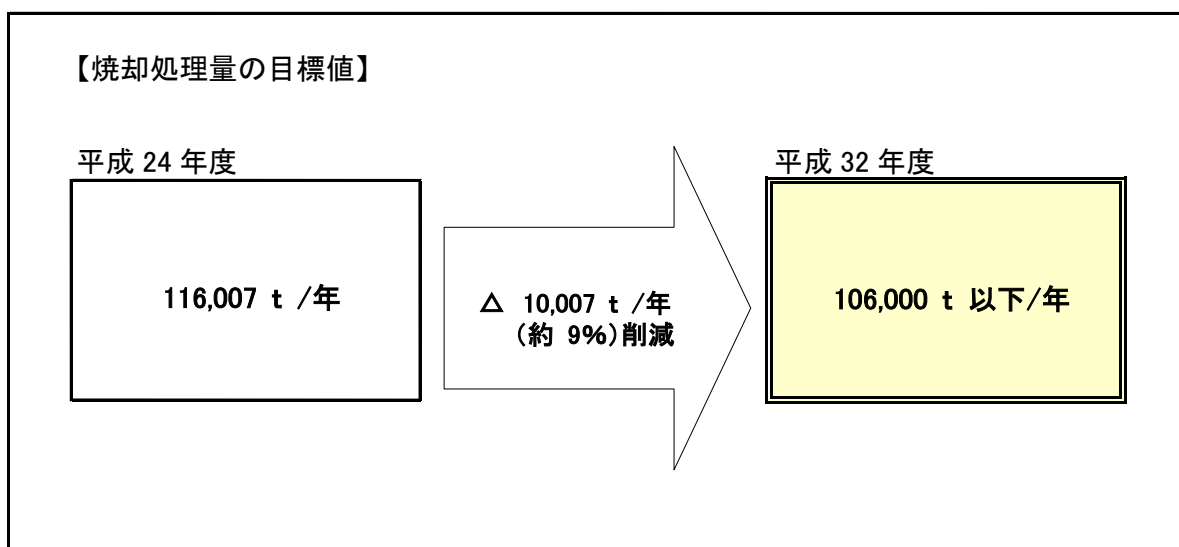 【焼却処理量の目標値】
平成 24 年度
平成 32 年度
116,007 t /年
△ 10,007 t /年
(約 9%)削減
106,000 t 以下/年